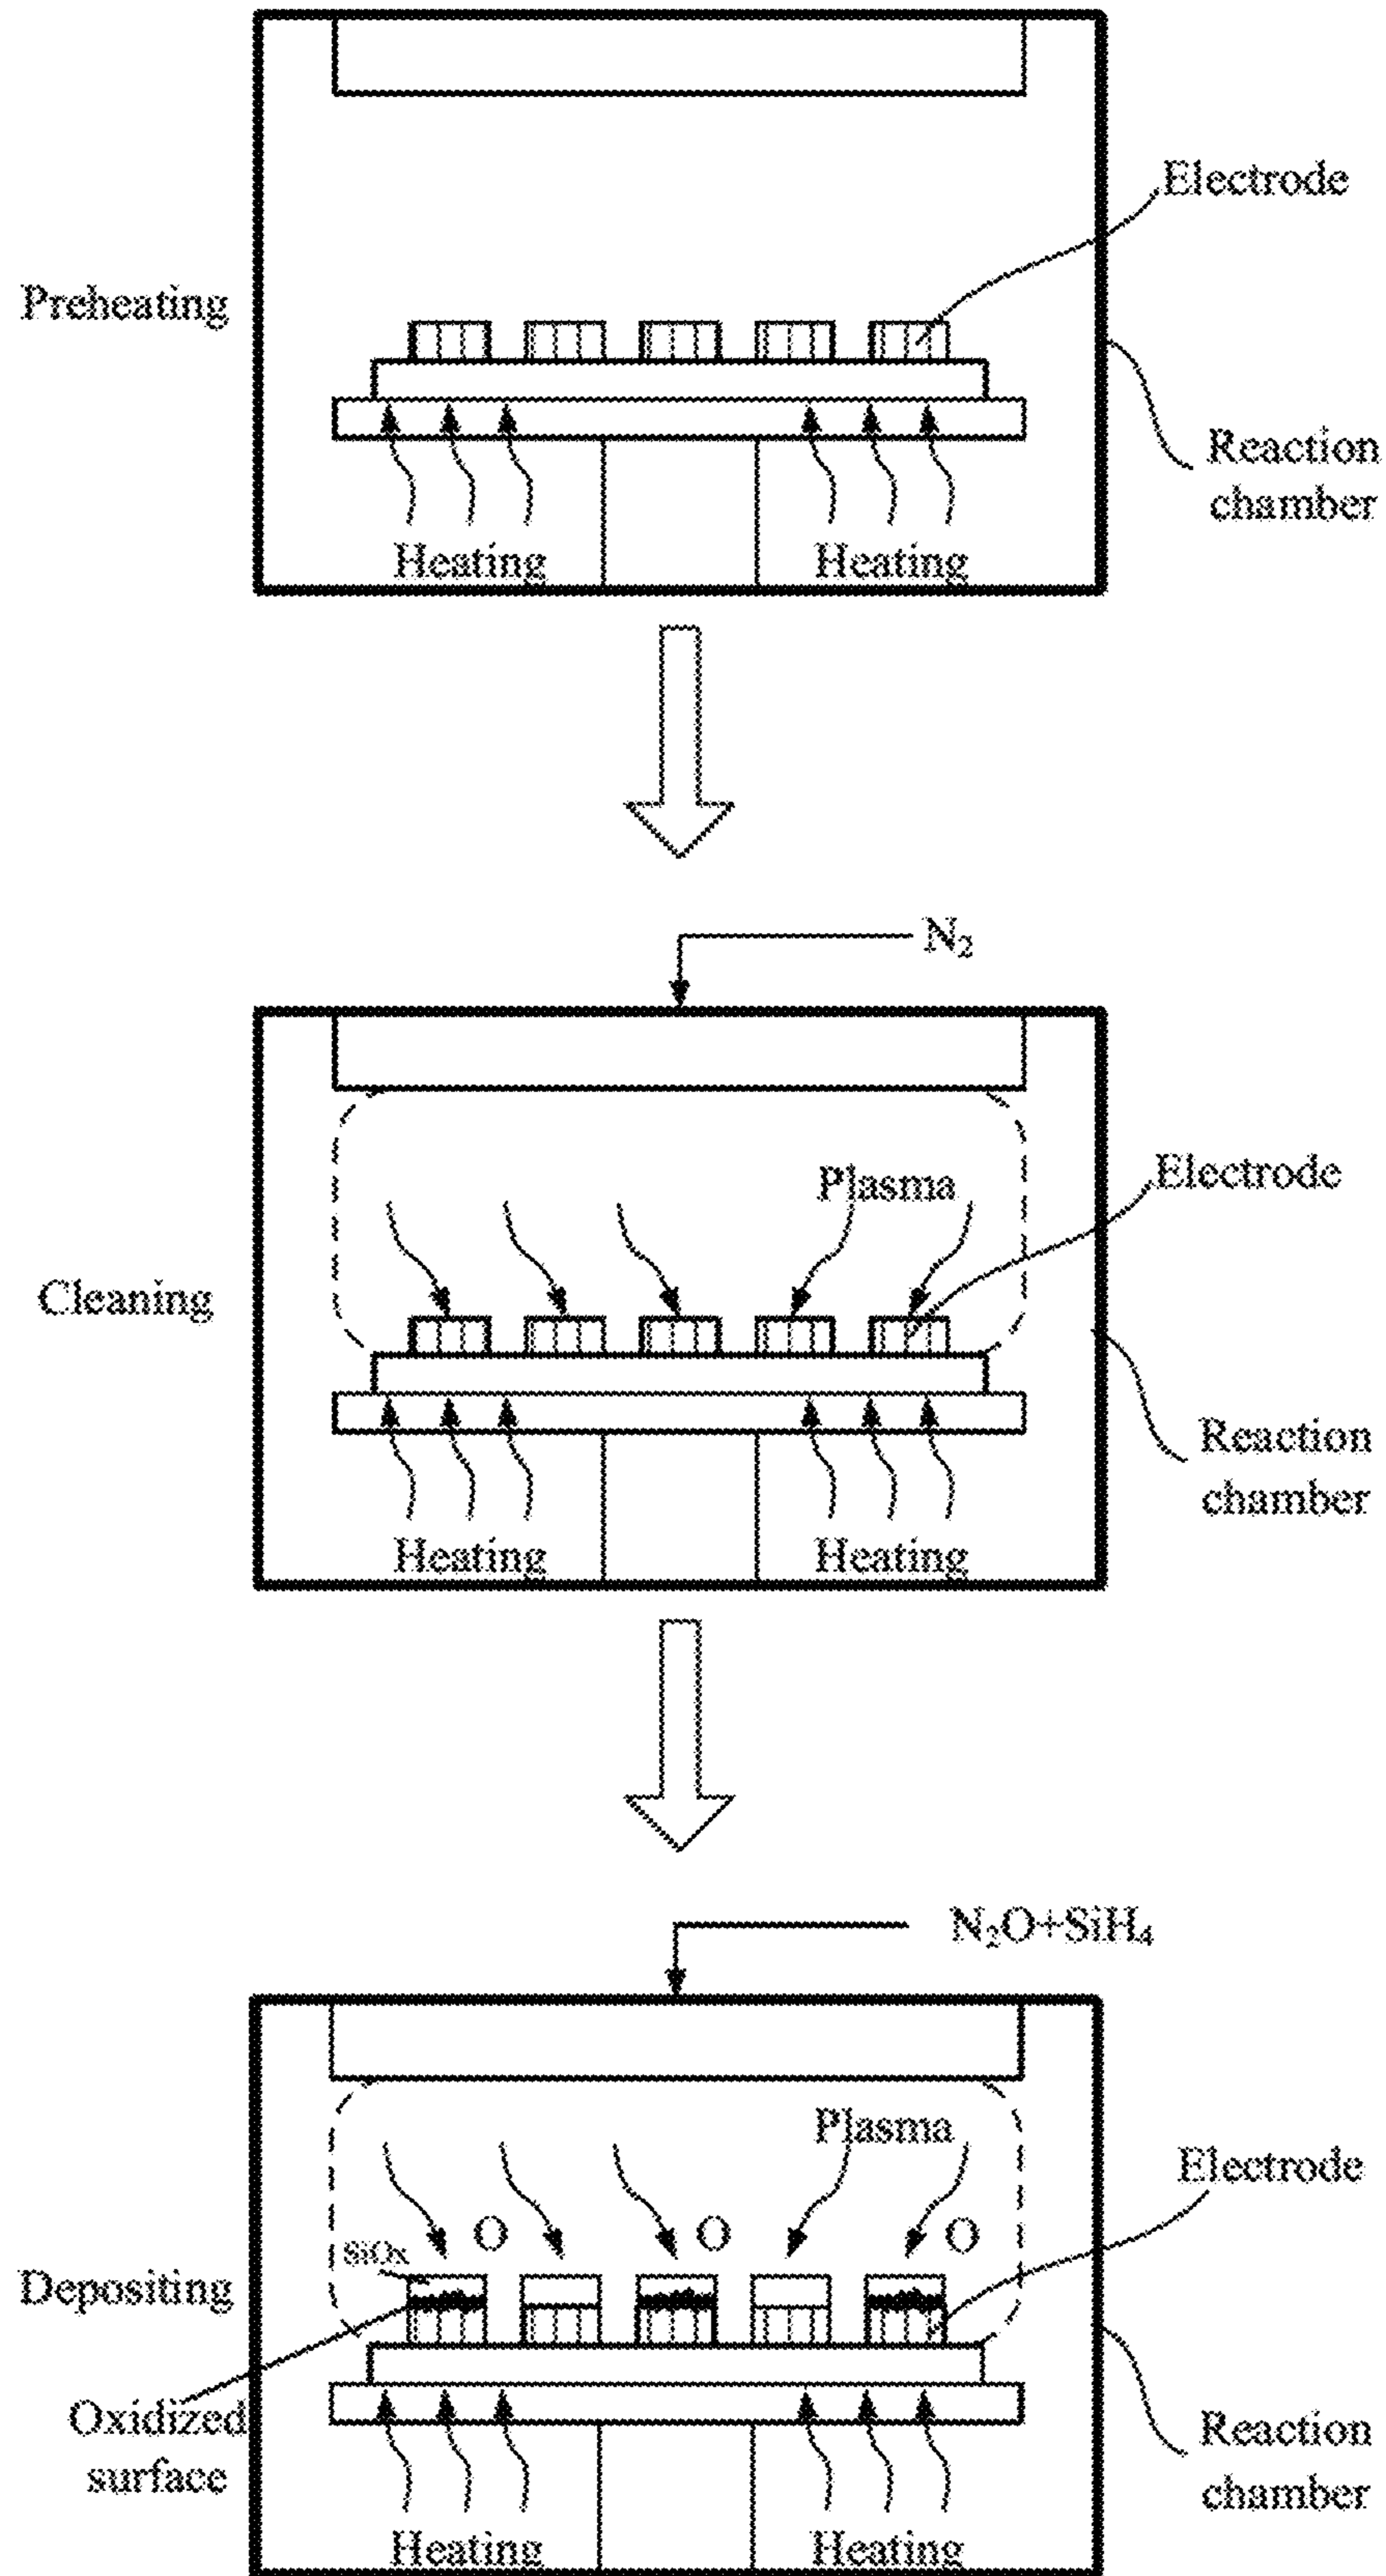 Electrode
Preheating
Reaction
chamber
Heating
Heating
N₂
Plasma
Electrode
Cleaning
Reaction
chamber
Heating
Heating
N₂O+SiH₄
Plasma
Electrode
O
O
O
SiOx
Depositing
Oxidized
surface
Reaction
chamber
Heating
Heating